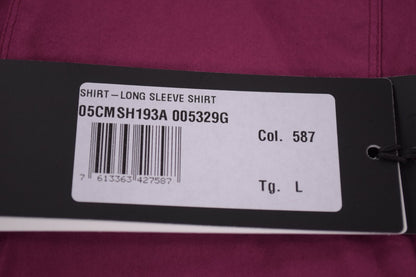 SHIRT-LONG SLEEVE SHIRT
05CMSH193A 005329G
Col. 587
7 613363 427587
Tg. L